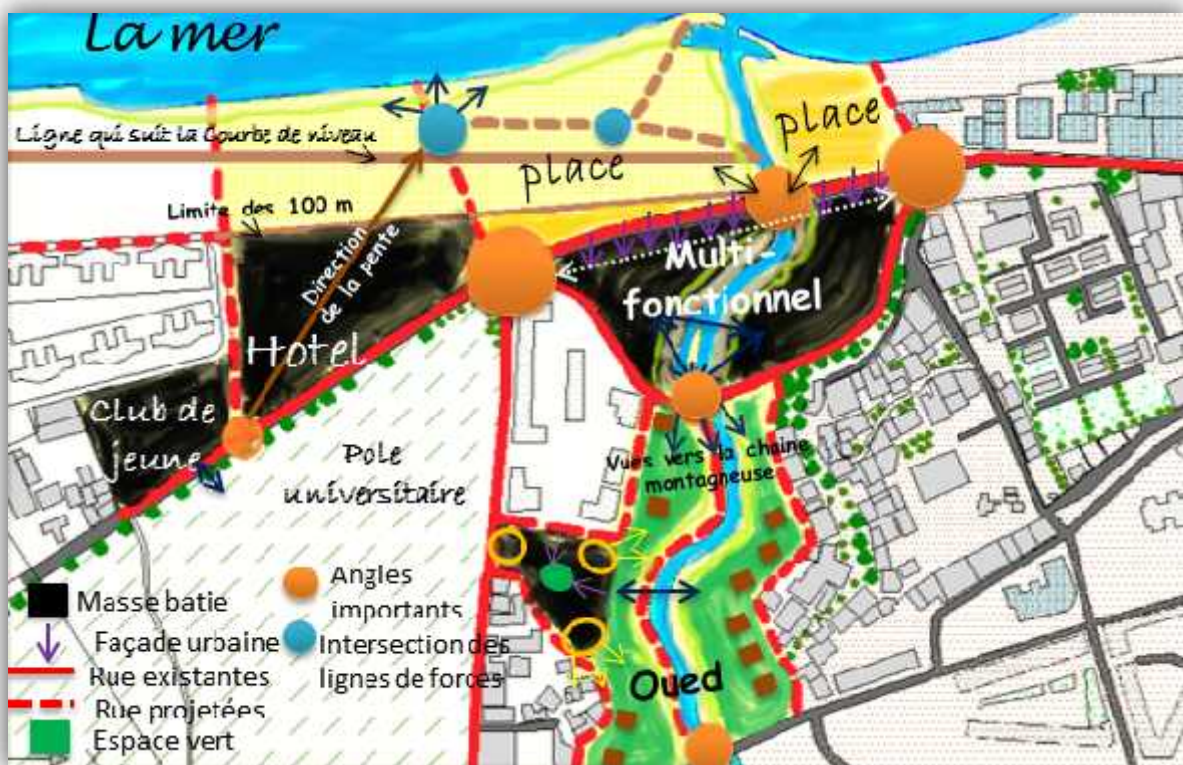 La mer
Ligne qui suit la Courbe de niveau
place
place
Limite des 100 m
Direction
de la pente
Multi-
fonctionnel
Hotel
Club de
jeune
Pole
universitaire
Vues vers la chaine
montagneuse
Oued
Masse batie
Façade urbaine
Rue existantes
Rue projetées
Espace vert
Angles
importants
Intersection des
lignes de forces